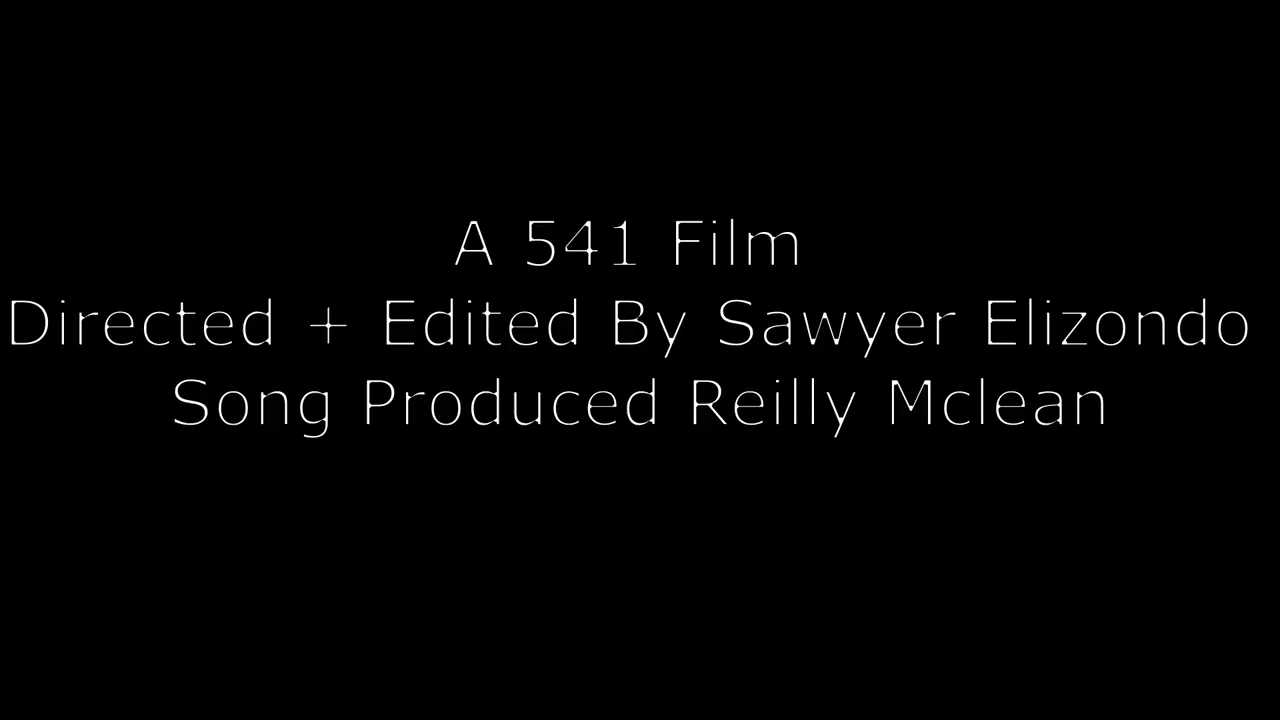 A 541 Film
Directed + Edited By Sawyer Elizondo
Song Produced Reilly Mclean